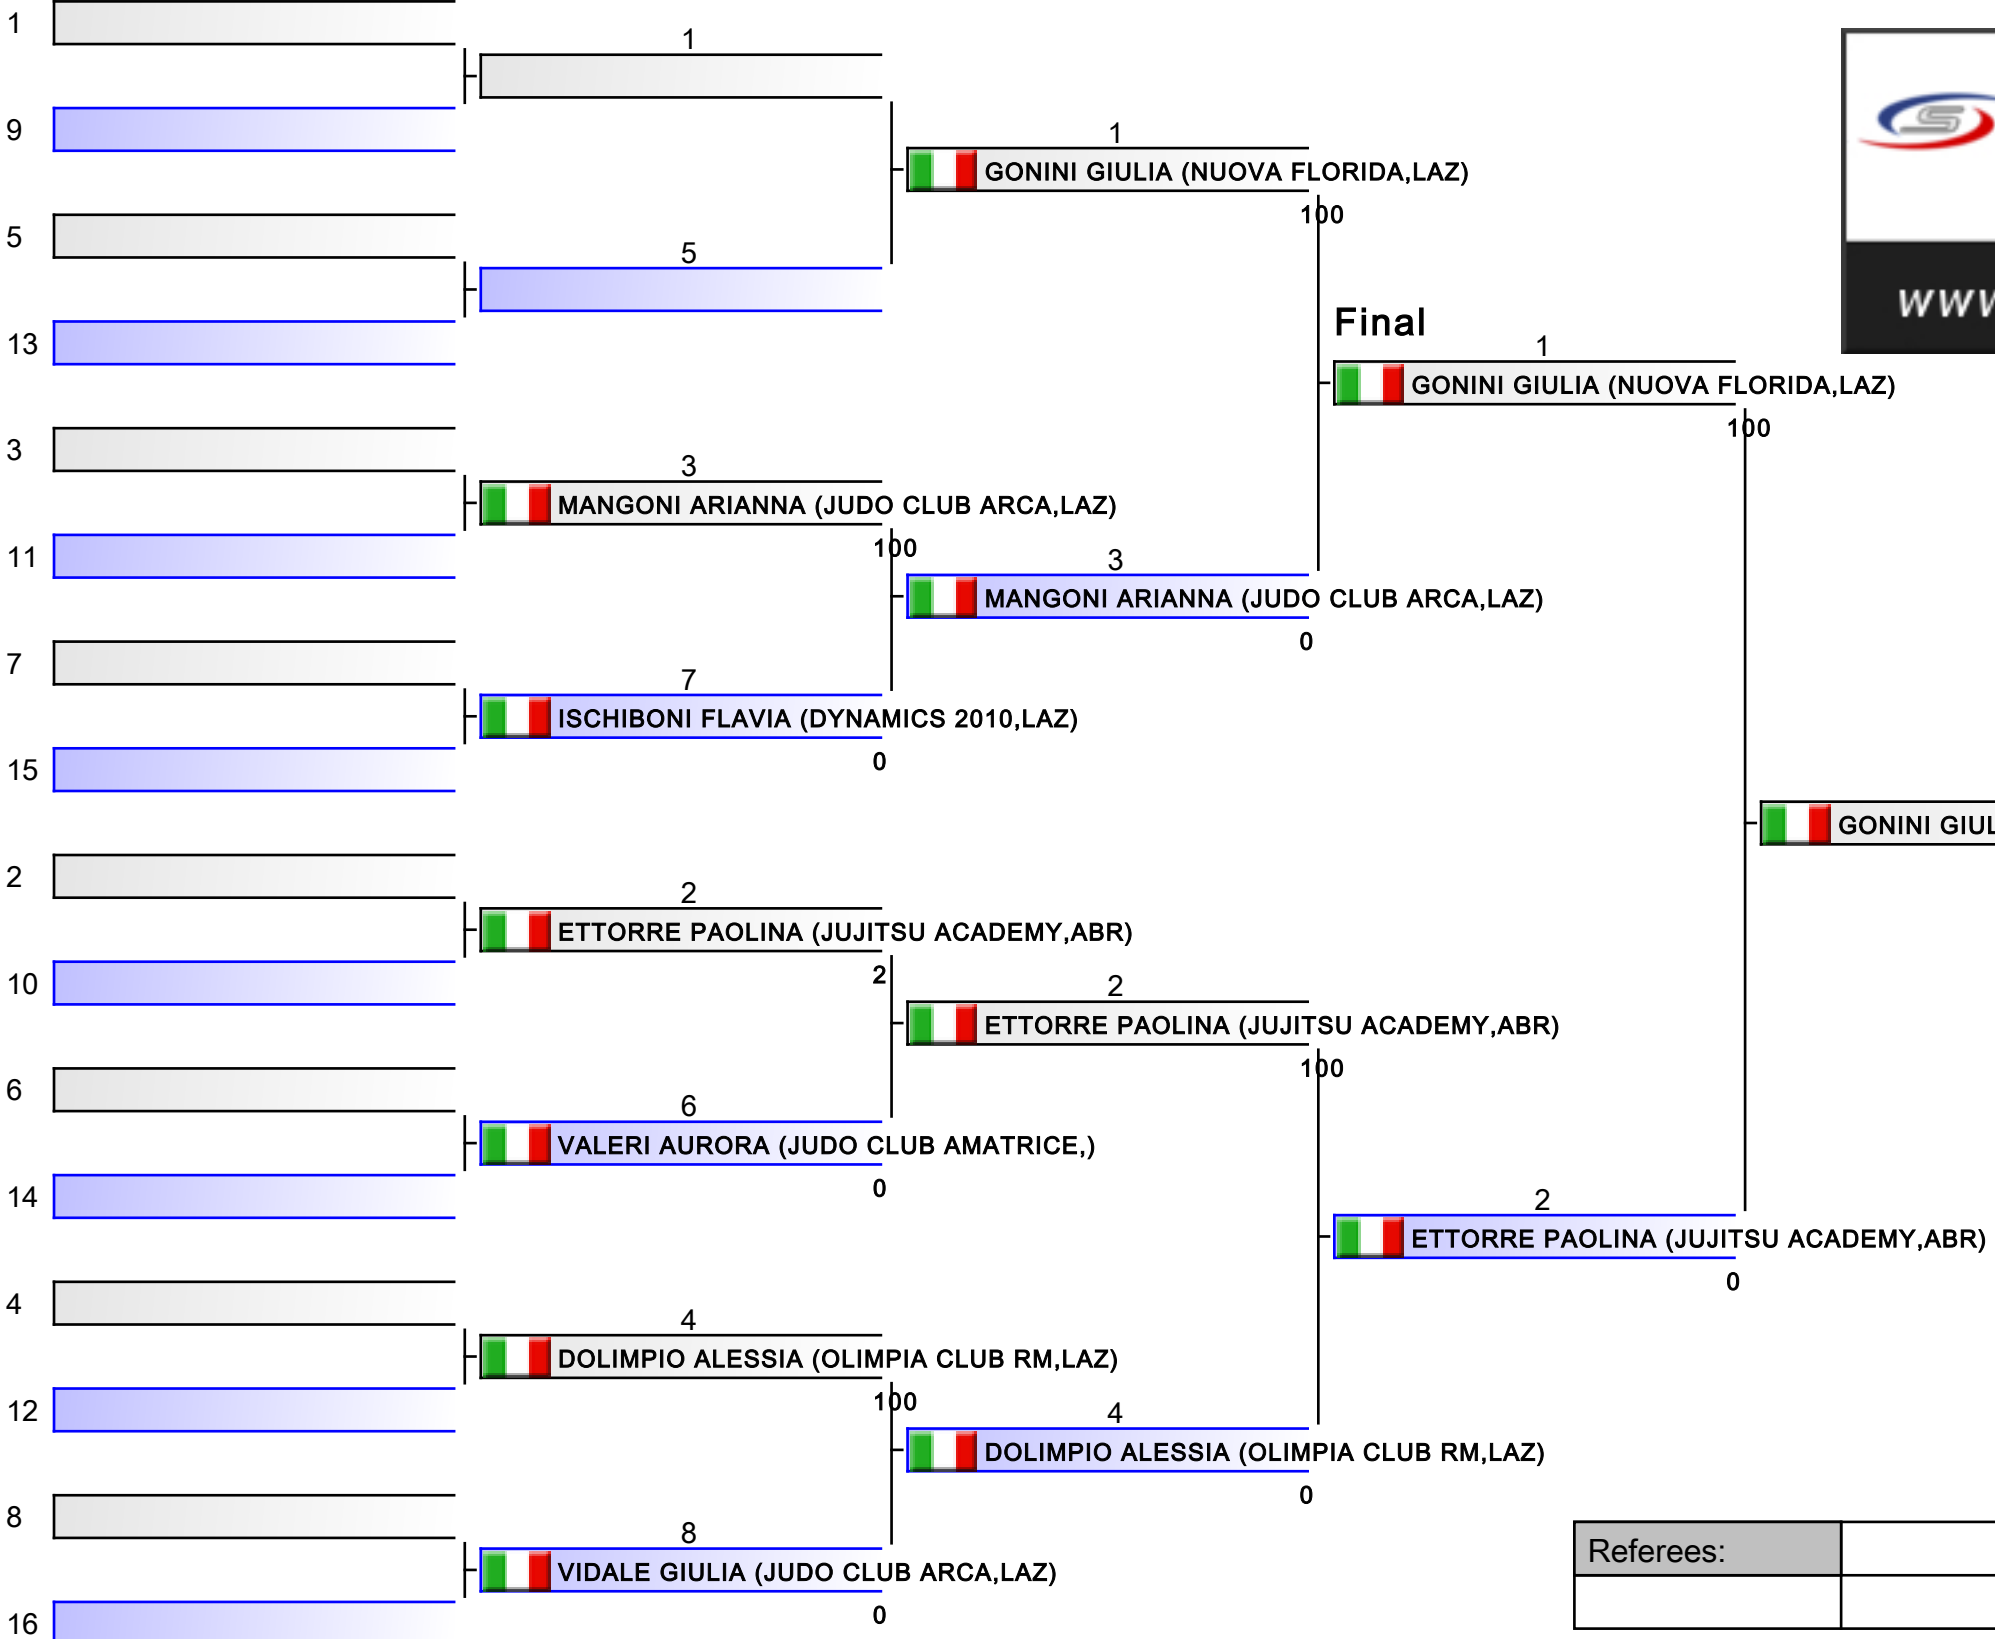 1
1
9
1
GONINI GIULIA (NUOVA FLORIDA,LAZ)
100
5
5
13
Final
1
GONINI GIULIA (NUOVA FLORIDA,LAZ)
100
WWW
3
3
MANGONI ARIANNA (JUDO CLUB ARCA,LAZ)
100
11
3
MANGONI ARIANNA (JUDO CLUB ARCA,LAZ)
0
7
7
ISCHIBONI FLAVIA (DYNAMICS 2010,LAZ)
0
15
GONINI GIUL
2
2
ETTORRE PAOLINA (JUJITSU ACADEMY,ABR)
2
10
2
ETTORRE PAOLINA (JUJITSU ACADEMY,ABR)
100
6
6
VALERI AURORA (JUDO CLUB AMATRICE,)
0
14
2
ETTORRE PAOLINA (JUJITSU ACADEMY,ABR)
0
4
4
DOLIMPIO ALESSIA (OLIMPIA CLUB RM,LAZ)
100
12
4
DOLIMPIO ALESSIA (OLIMPIA CLUB RM,LAZ)
0
8
8
VIDALE GIULIA (JUDO CLUB ARCA,LAZ)
0
16
Referees: